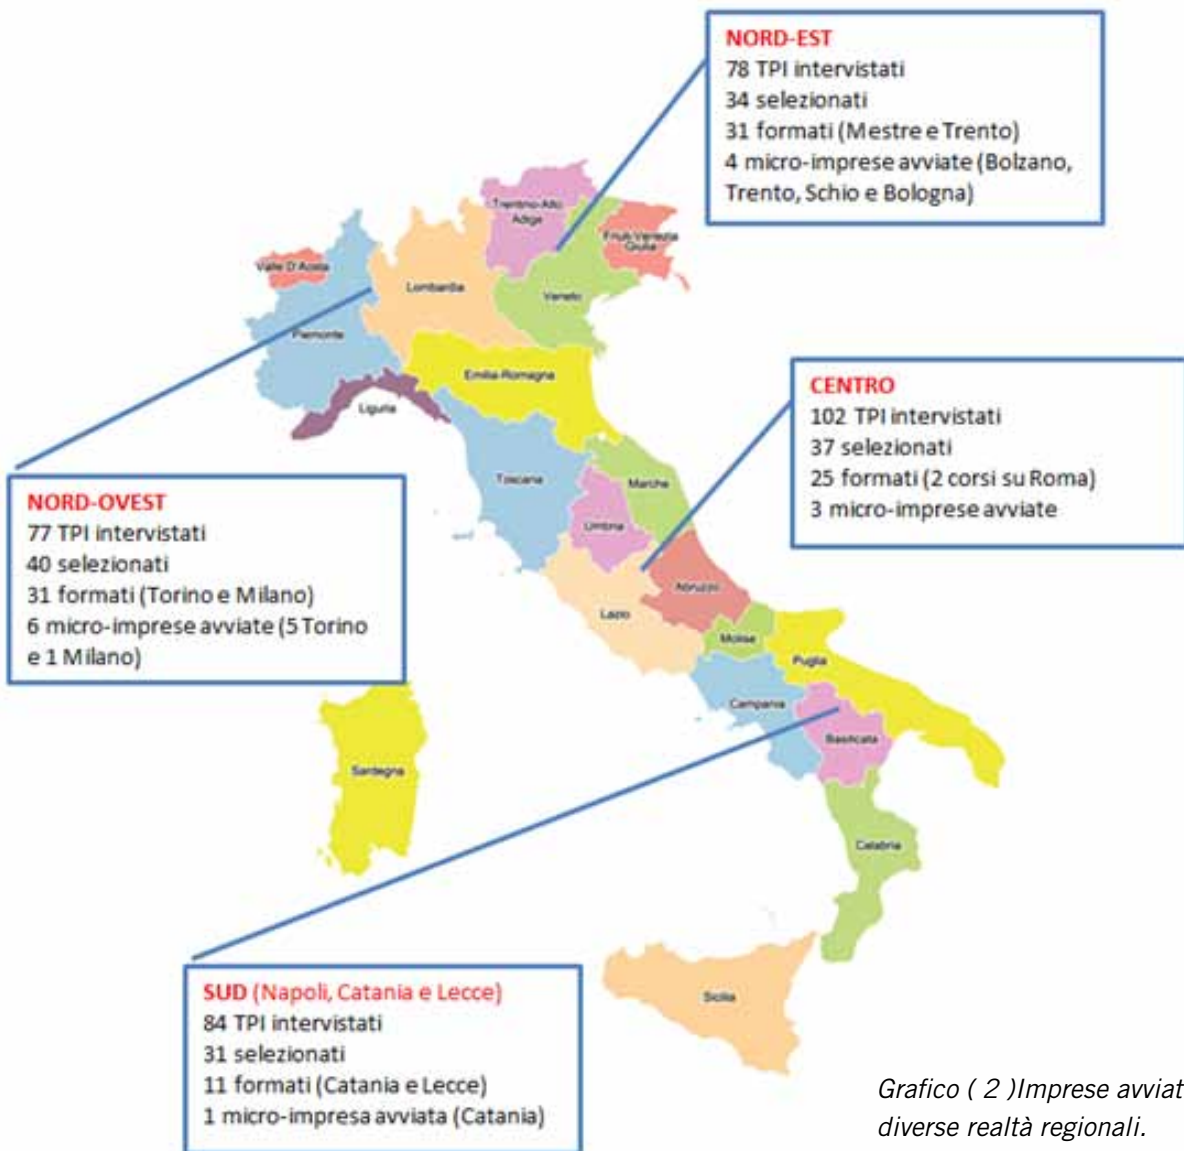 NORD-EST
78 TPI intervistati
34 selezionati
31 formati (Mestre e Trento)
4 micro-imprese avviate (Bolzano,
Trento, Schio e Bologna)
Trentino-Alto
Adige
Friuli-Venezia
Giulia
Valle D'Aosta
Lombardia
Veneto
Piemonte
Emilia-Romagna
Liguria
CENTRO
102 TPI intervistati
37 selezionati
25 formati (2 corsi su Roma)
3 micro-imprese avviate
Toscana
Marche
Umbria
NORD-OVEST
77 TPI intervistati
40 selezionati
31 formati (Torino e Milano)
6 micro-imprese avviate (5 Torino
e 1 Milano)
Abruzzo
Lazio
Molise
Puglia
Campania
Basilicata
Sardegna
Calabria
SUD (Napoli, Catania e Lecce)
84 TPI intervistati
31 selezionati
11 formati (Catania e Lecce)
1 micro-impresa avviata (Catania)
Sicilia
Grafico ( 2 )Imprese avviat
diverse realtà regionali.